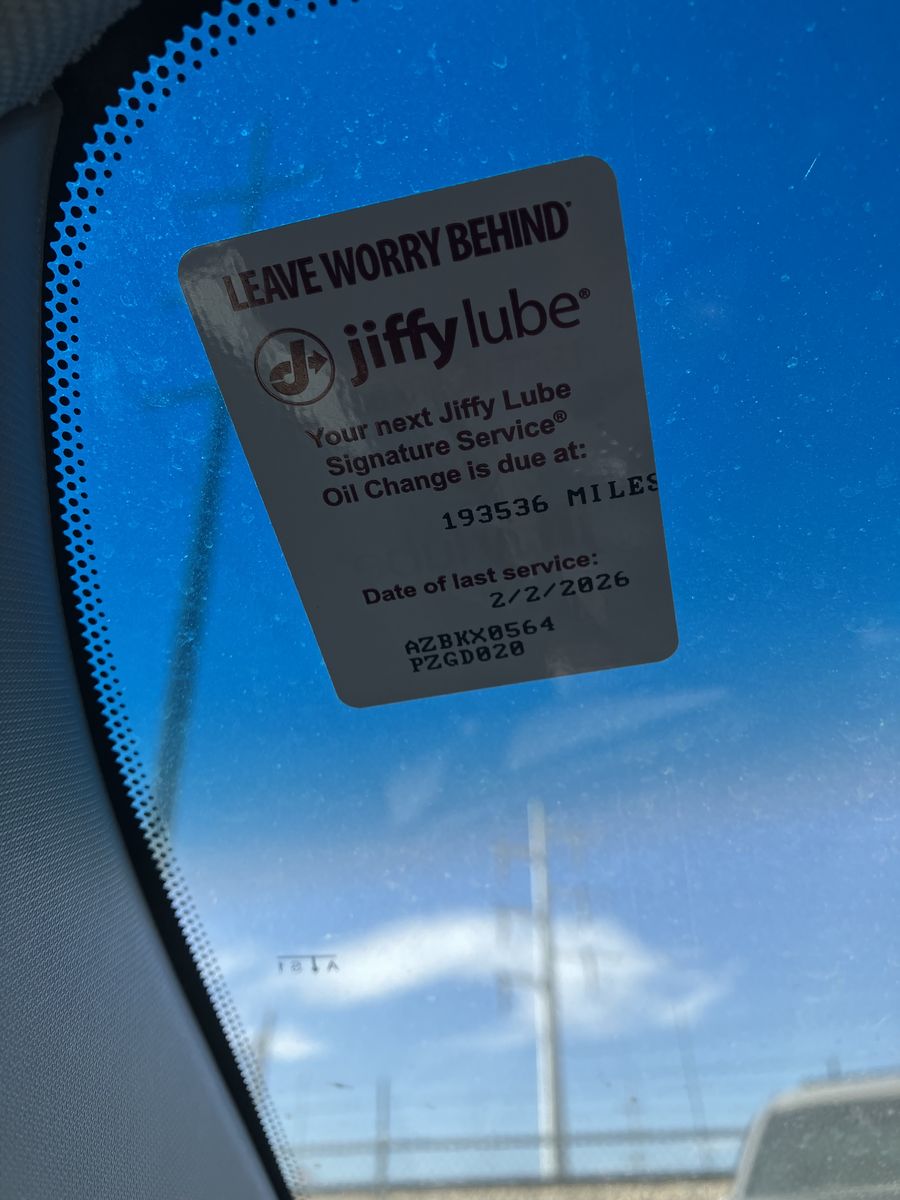 LEAVE WORRY BEHIND®
jiffy lube®
Your next Jiffy Lube
Signature Service®
Oil Change is due at:
193536 MILES
Date of last service:
2/2/2026
AZBKX0564
PZGD020
AS1